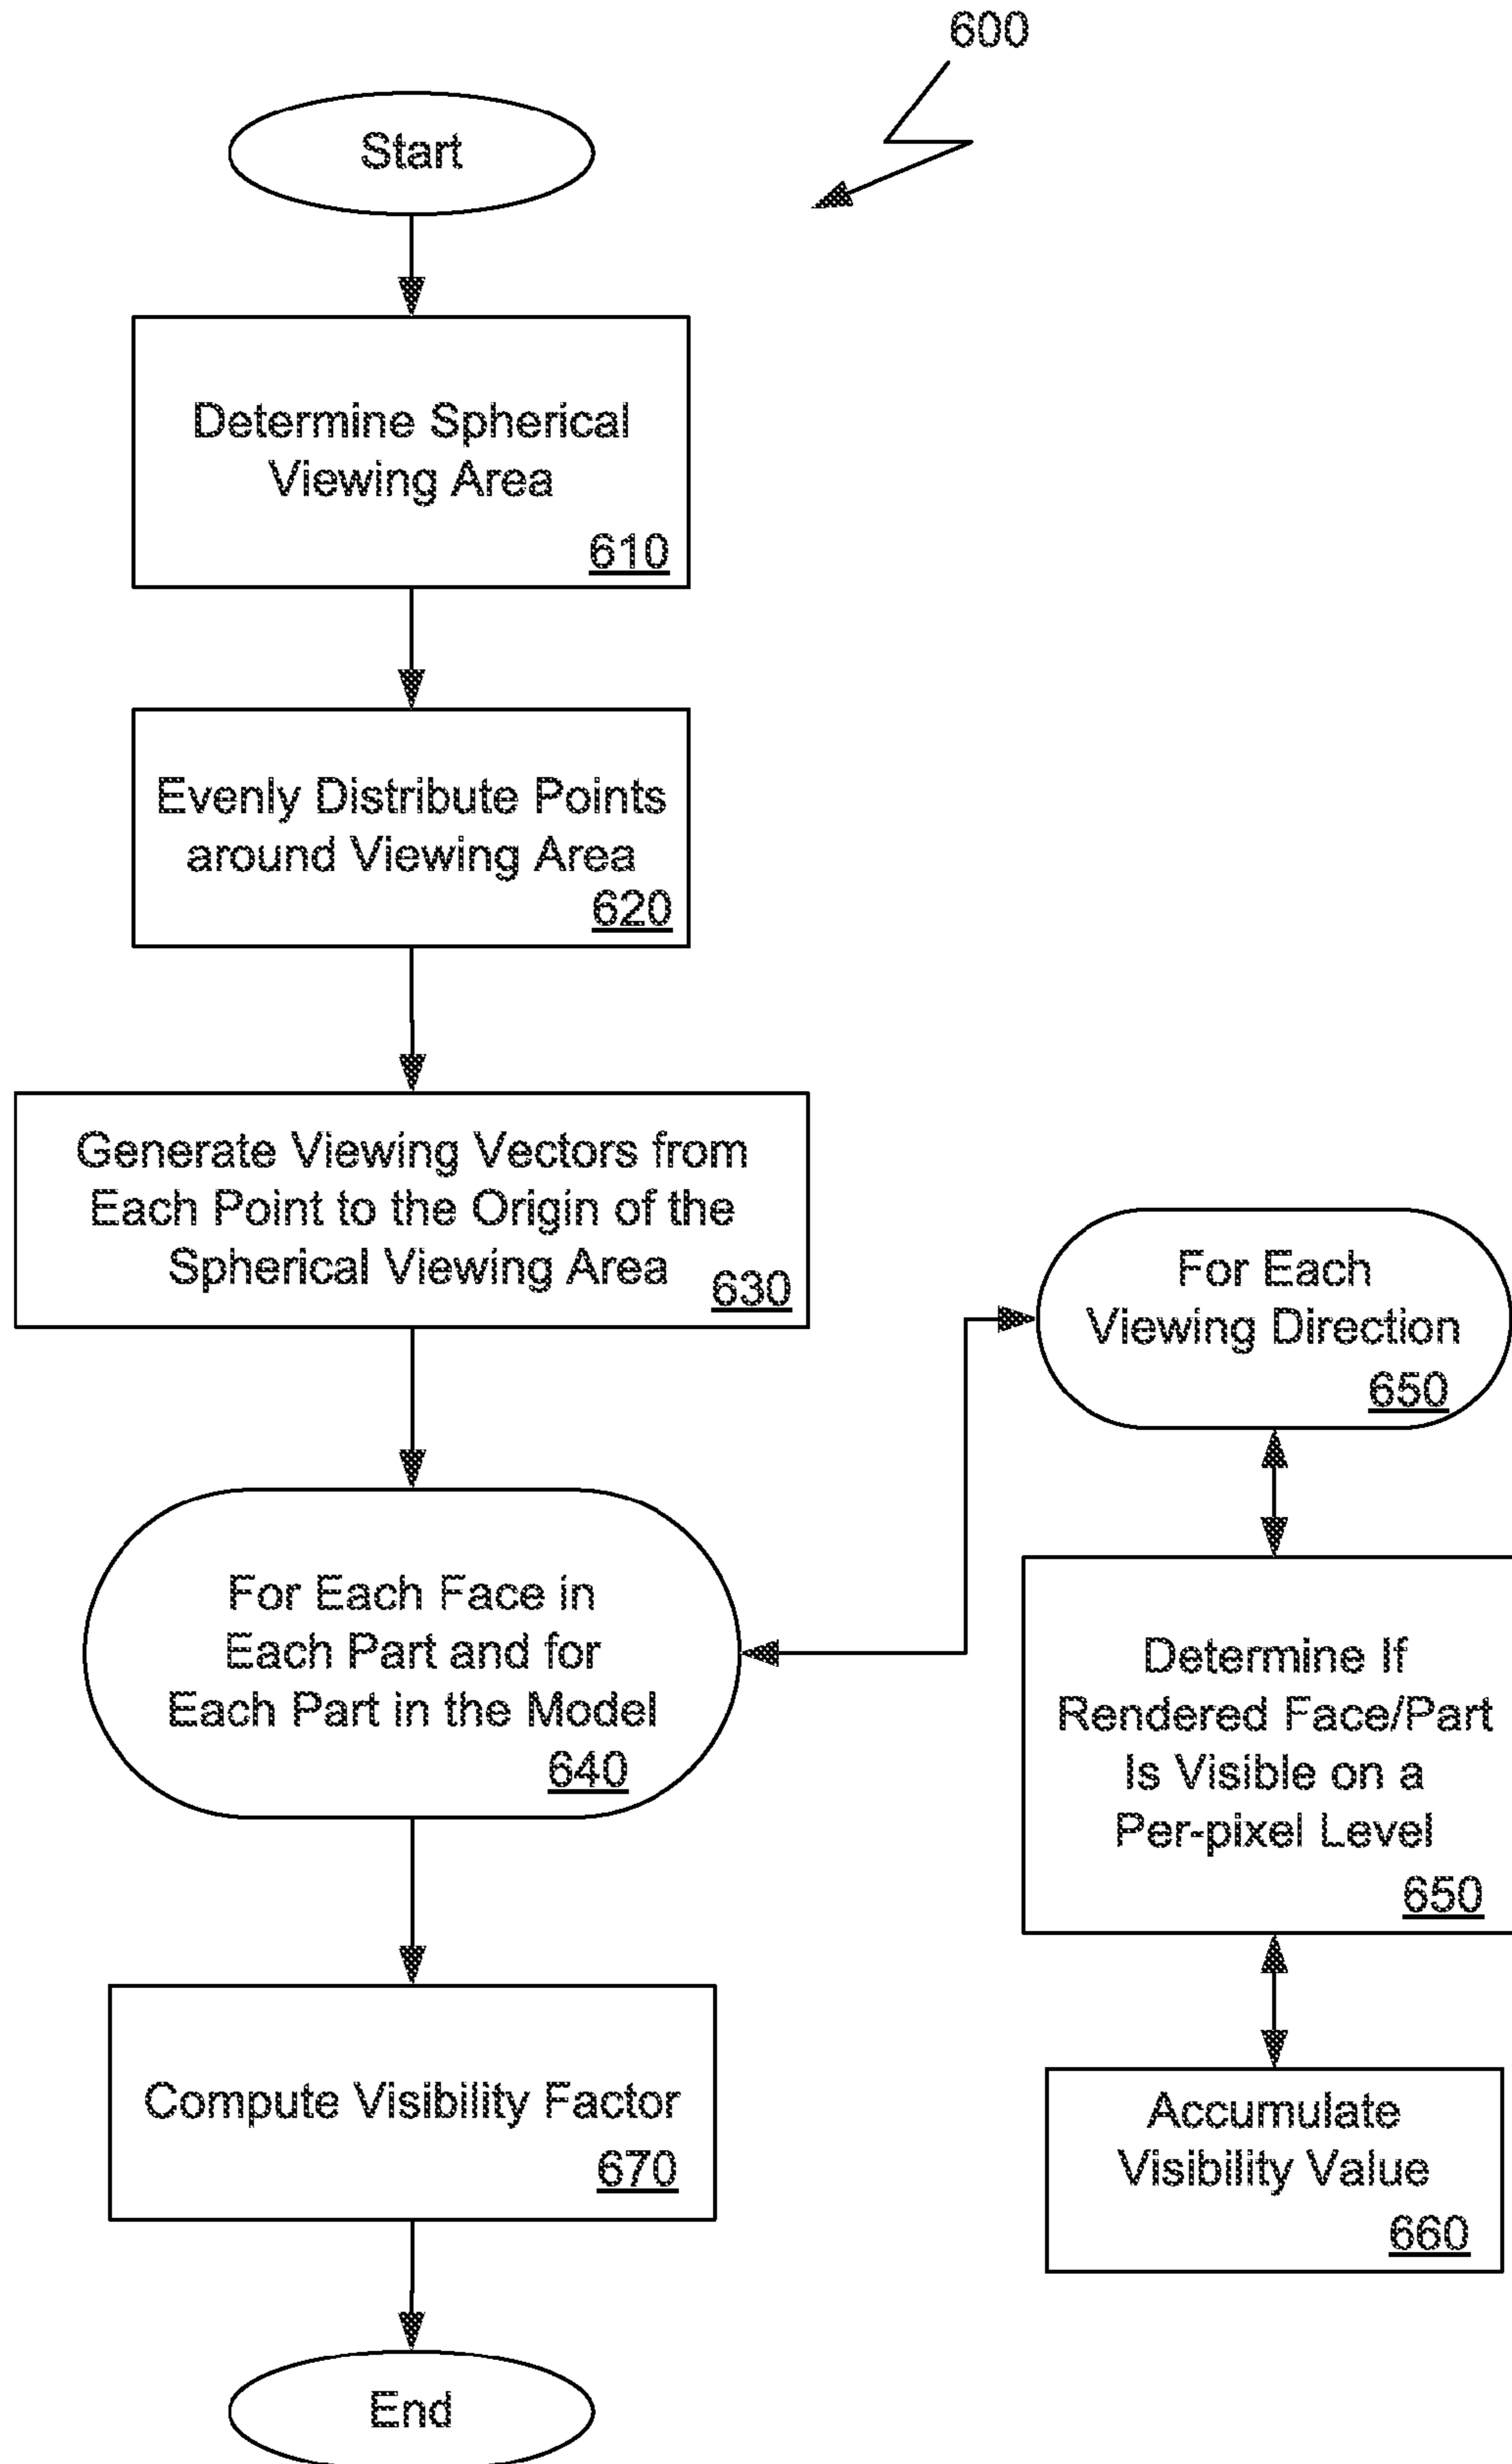 600
Start
Determine Spherical
Viewing Area
610
Evenly Distribute Points
around Viewing Area
620
Generate Viewing Vectors from
Each Point to the Origin of the
Spherical Viewing Area
630
For Each Face in
Each Part and for
Each Part in the Model
640
For Each
Viewing Direction
650
Determine If
Rendered Face/Part
Is Visible on a
Per-pixel Level
650
Accumulate
Visibility Value
660
Compute Visibility Factor
670
End